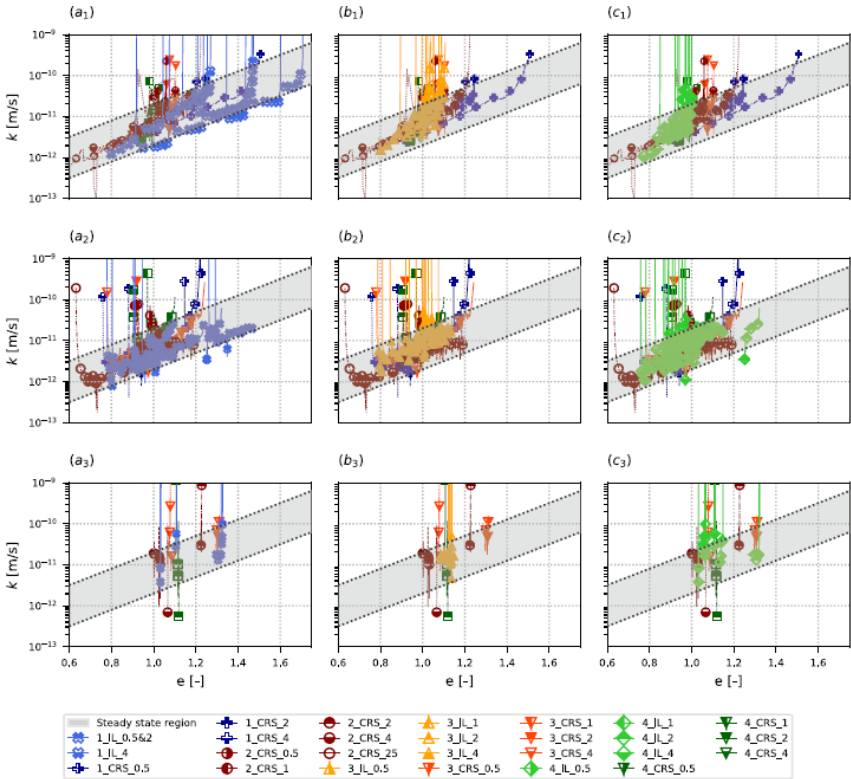 (a1) (b1) (c1)
10⁻⁹
10⁻¹⁰
10⁻¹¹
10⁻¹²
10⁻¹³
k [m/s]
(a2) (b2) (c2)
10⁻⁹
10⁻¹⁰
10⁻¹¹
10⁻¹²
10⁻¹³
k [m/s]
(a3) (b3) (c3)
10⁻⁹
10⁻¹⁰
10⁻¹¹
10⁻¹²
10⁻¹³
k [m/s]
0.6 0.8 1.0 1.2 1.4 1.6 0.6 0.8 1.0 1.2 1.4 1.6 0.6 0.8 1.0 1.2 1.4 1.6
e [-] e [-] e [-]
Steady state region 1_CRS_2 2_CRS_2 3_IL_1 3_CRS_1 4_IL_1 4_CRS_1
1_IL_0,5&2 1_CRS_4 2_CRS_4 3_IL_2 3_CRS_2 4_IL_2 4_CRS_2
1_IL_4 2_CRS_0.5 2_CRS_25 3_IL_4 3_CRS_4 4_IL_4 4_CRS_4
1_CRS_0.5 2_CRS_1 3_IL_0.5 3_CRS_0.5 4_IL_0.5 4_CRS_0.5